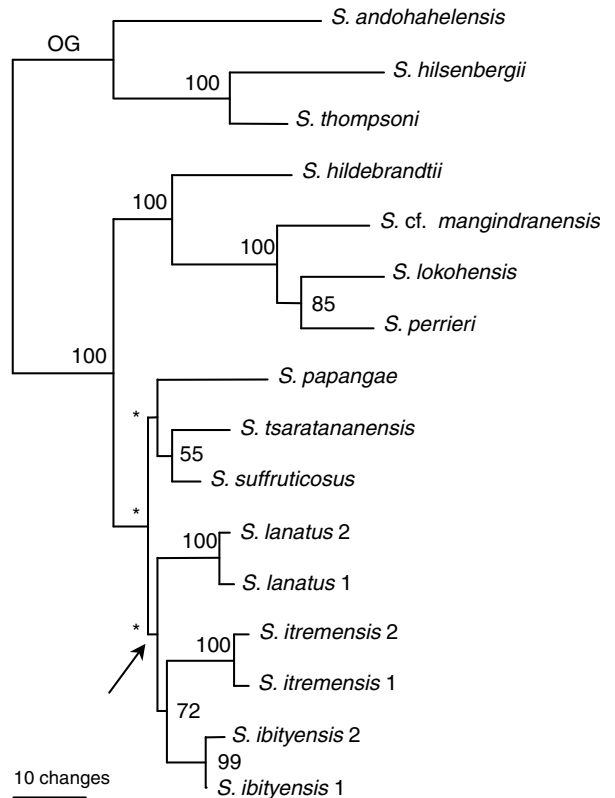 S. andohahelensis
OG
S. hilsenbergii
100
S. thompsoni
S. hildebrandtii
100
S. cf. mangindranensis
100
S. lokohensis
85
S. perrieri
100
S. papangae
*
S. tsaratananensis
55
S. suffruticosus
*
S. lanatus 2
100
S. lanatus 1
*
S. itremensis 2
100
S. itremensis 1
72
S. ibityensis 2
99
S. ibityensis 1
10 changes